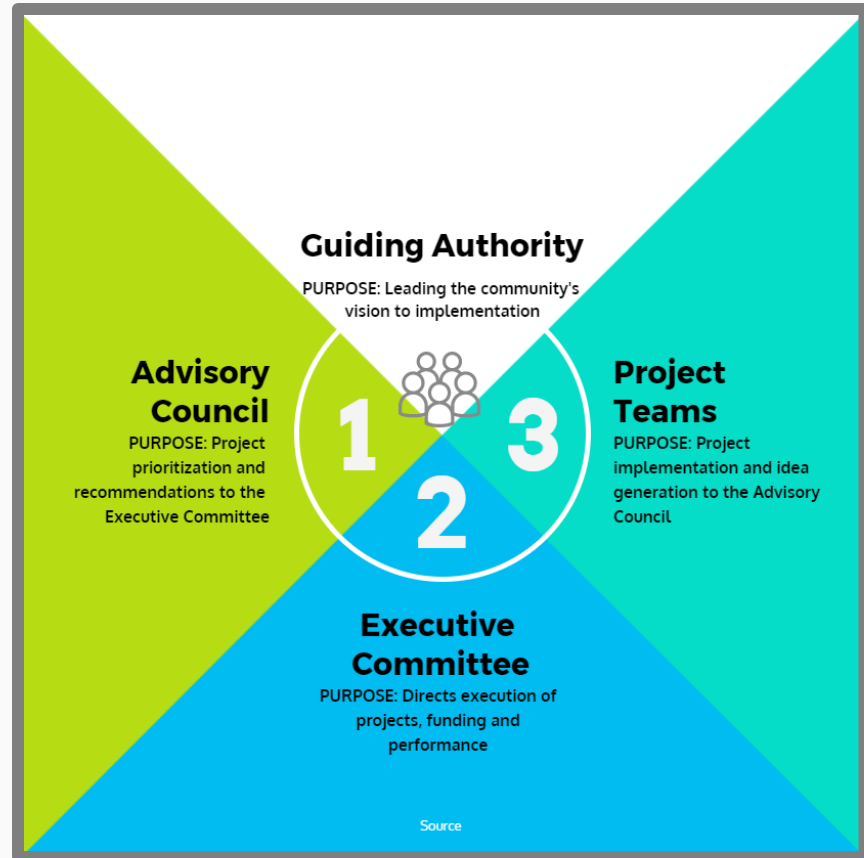 Guiding Authority
PURPOSE: Leading the community's
vision to implementation
Advisory
Council
PURPOSE: Project
prioritization and
recommendations to the
Executive Committee
1
2
3
Project
Teams
PURPOSE: Project
implementation and idea
generation to the Advisory
Council
Executive
Committee
PURPOSE: Directs execution of
projects, funding and
performance
Source